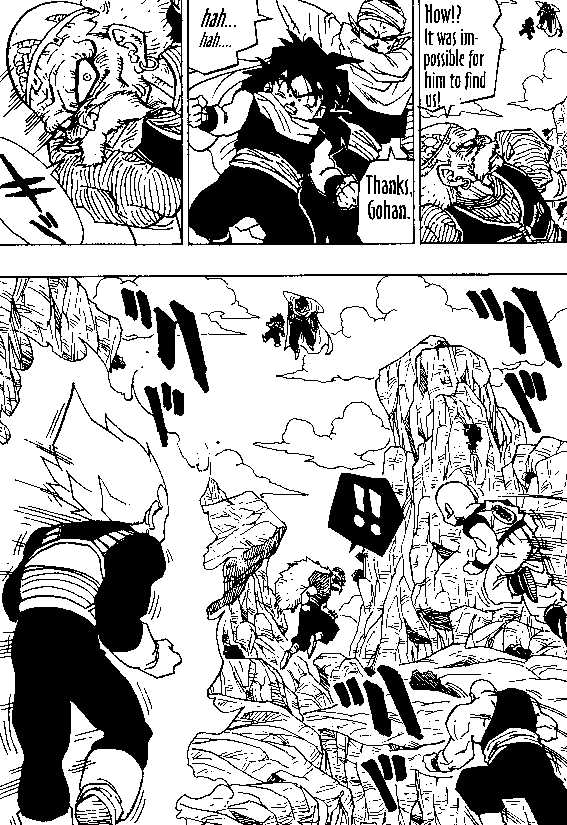 How!?
It was im-
possible for
him to find
us!
hah...
hah....
Thanks,
Gohan.
!!